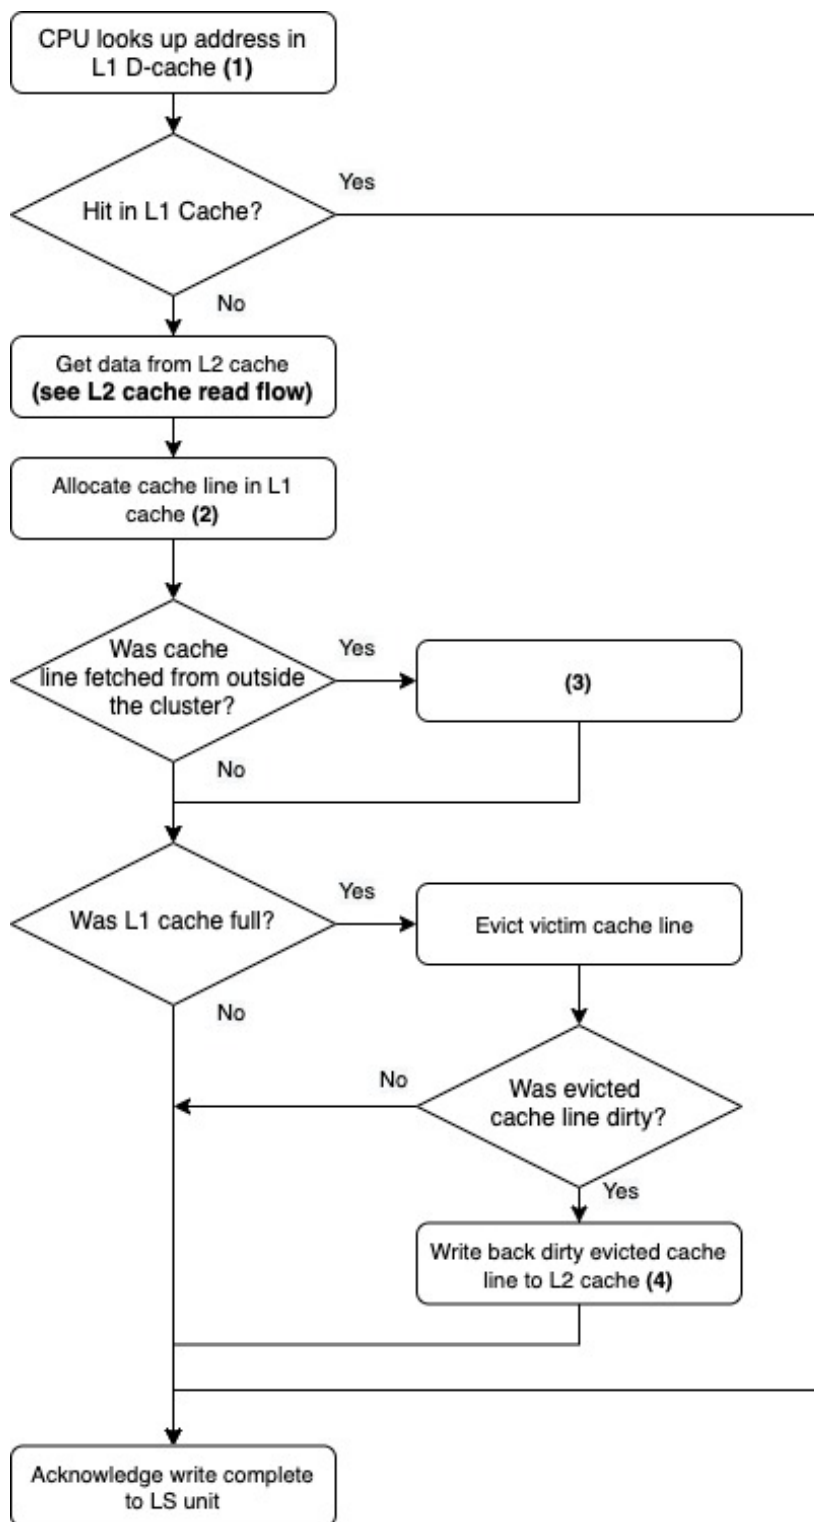 CPU looks up address in
L1 D-cache (1)
Yes
Hit in L1 Cache?
No
Get data from L2 cache
(see L2 cache read flow)
Allocate cache line in L1
cache (2)
Was cache
line fetched from outside
the cluster?
Yes
(3)
No
Was L1 cache full?
Yes
Evict victim cache line
No
No
Was evicted
cache line dirty?
Yes
Write back dirty evicted cache
line to L2 cache (4)
Acknowledge write complete
to LS unit